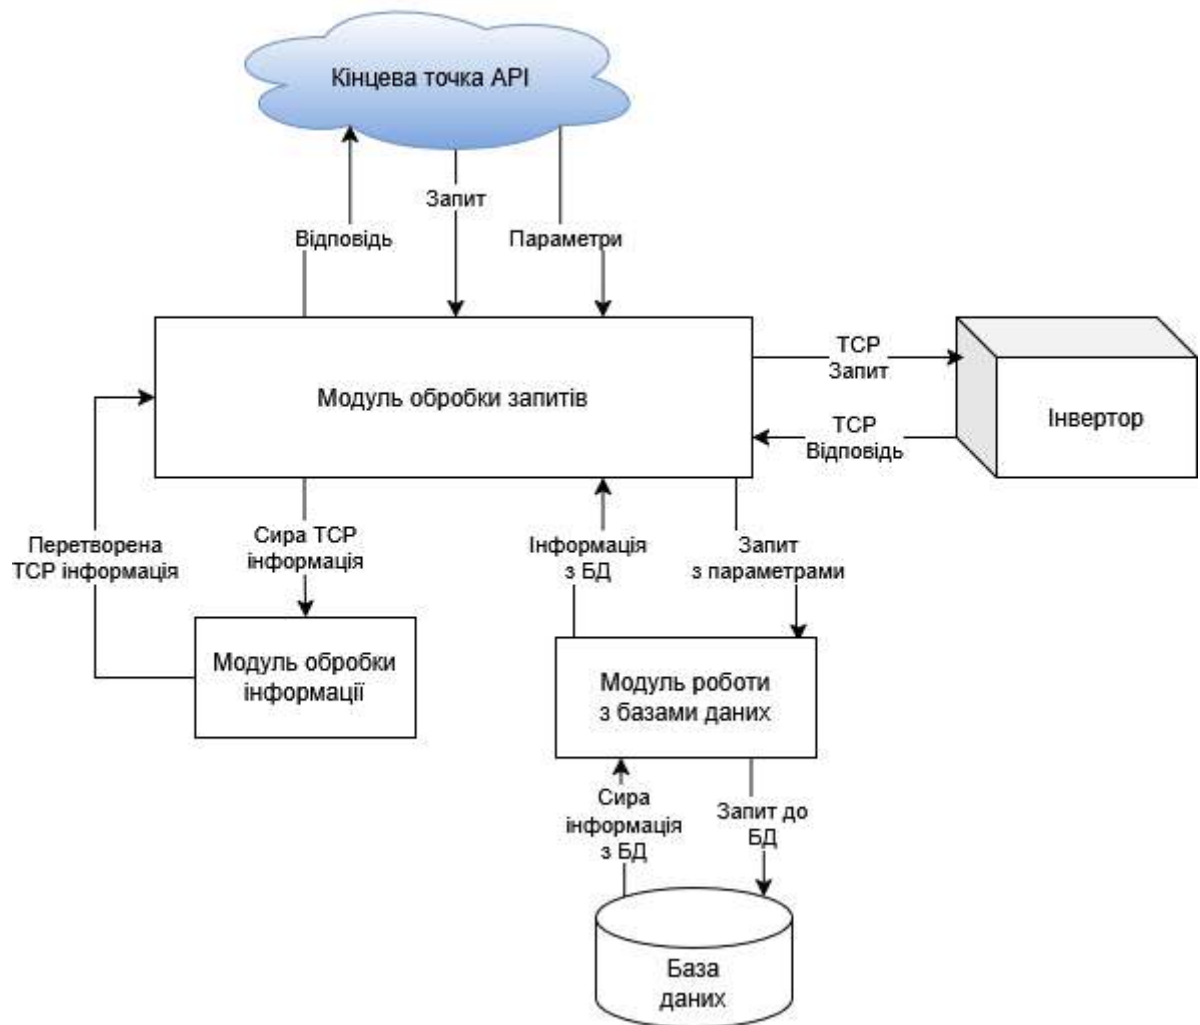 Кінцева точка API
Запит
Відповідь
Параметри
TCP
Запит
Модуль обробки запитів
Інвертор
TCP
Відповідь
Перетворена
TCP інформація
Сира TCP
інформація
Інформація
з БД
Запит
з параметрами
Модуль обробки
інформації
Модуль роботи
з базами даних
Сира
інформація
з БД
Запит до
БД
База
даних